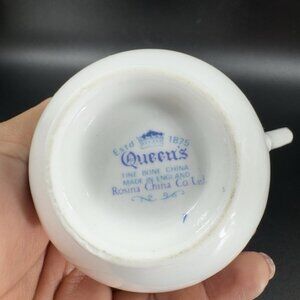 Estd 1875
Queen's
FINE BONE CHINA
MADE IN ENGLAND
Rosina China Co Ltd